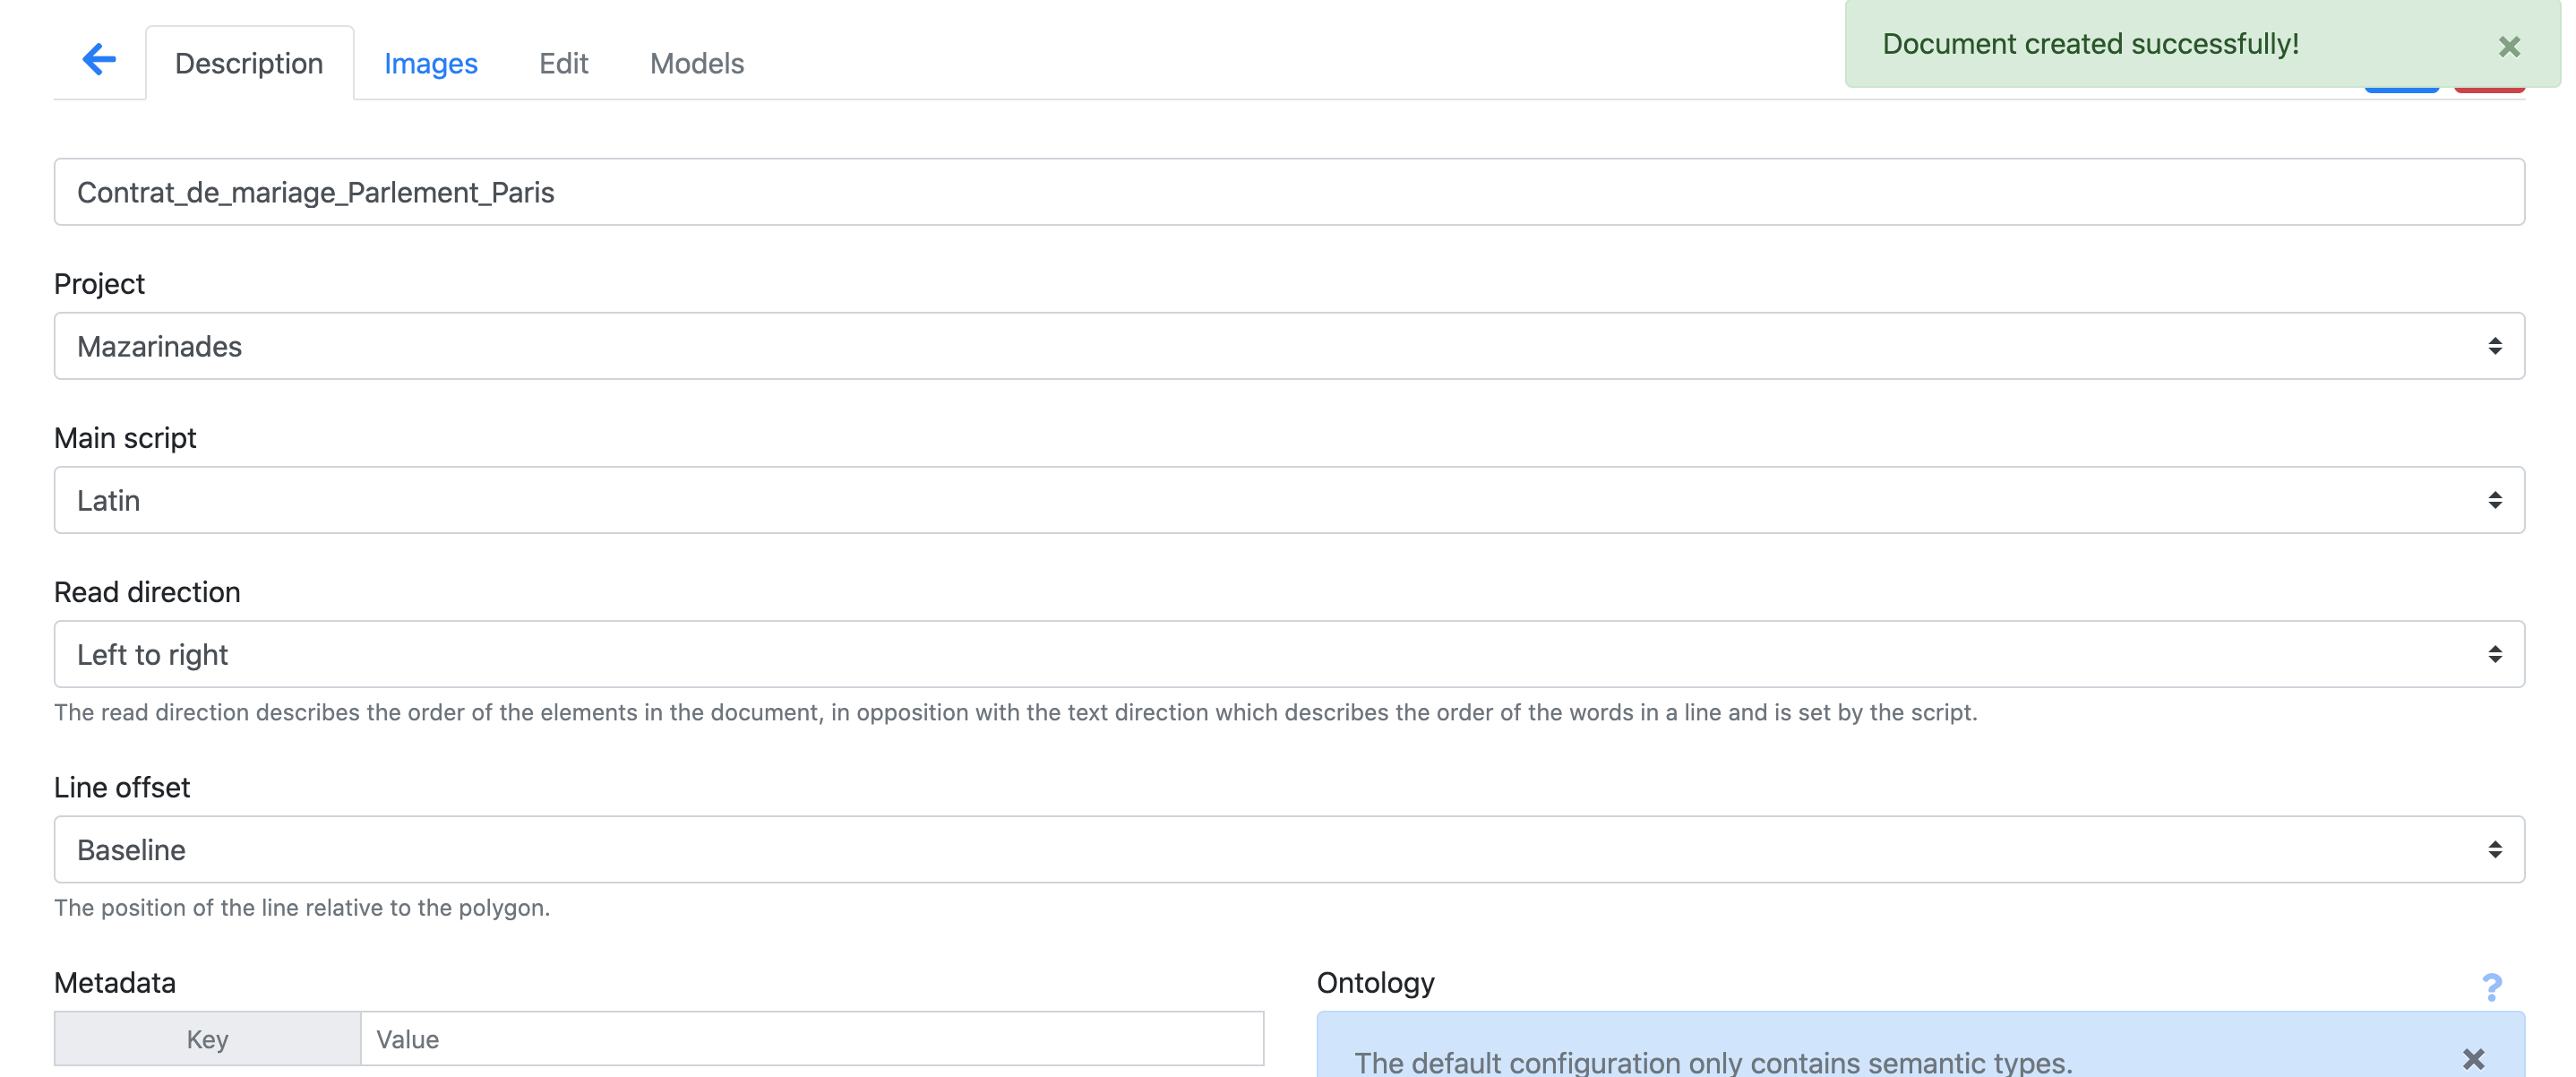 Description Images Edit Models
Document created successfully!
Contrat_de_mariage_Parlement_Paris
Project
Mazarinades
Main script
Latin
Read direction
Left to right
The read direction describes the order of the elements in the document, in opposition with the text direction which describes the order of the words in a line and is set by the script.
Line offset
Baseline
The position of the line relative to the polygon.
Metadata
Key Value
Ontology
?
The default configuration only contains semantic types.